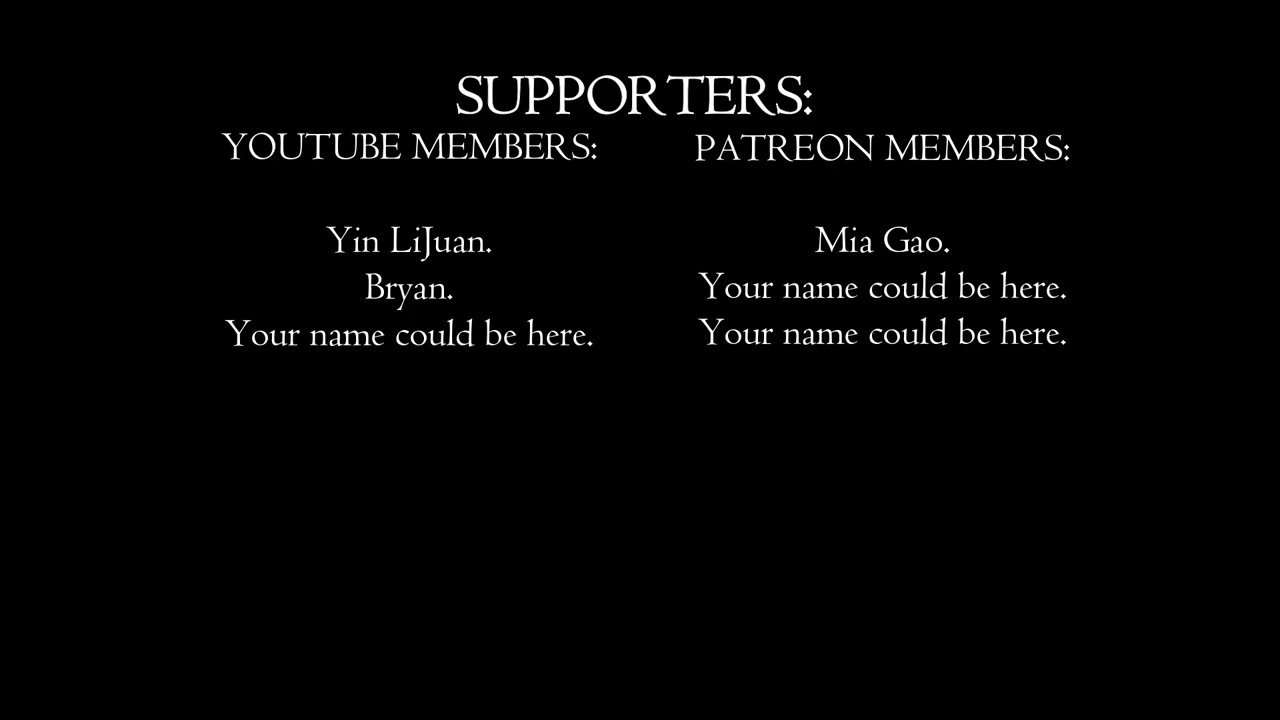 SUPPORTERS:
YOUTUBE MEMBERS:
Yin LiJuan.
Bryan.
Your name could be here.
PATREON MEMBERS:
Mia Gao.
Your name could be here.
Your name could be here.